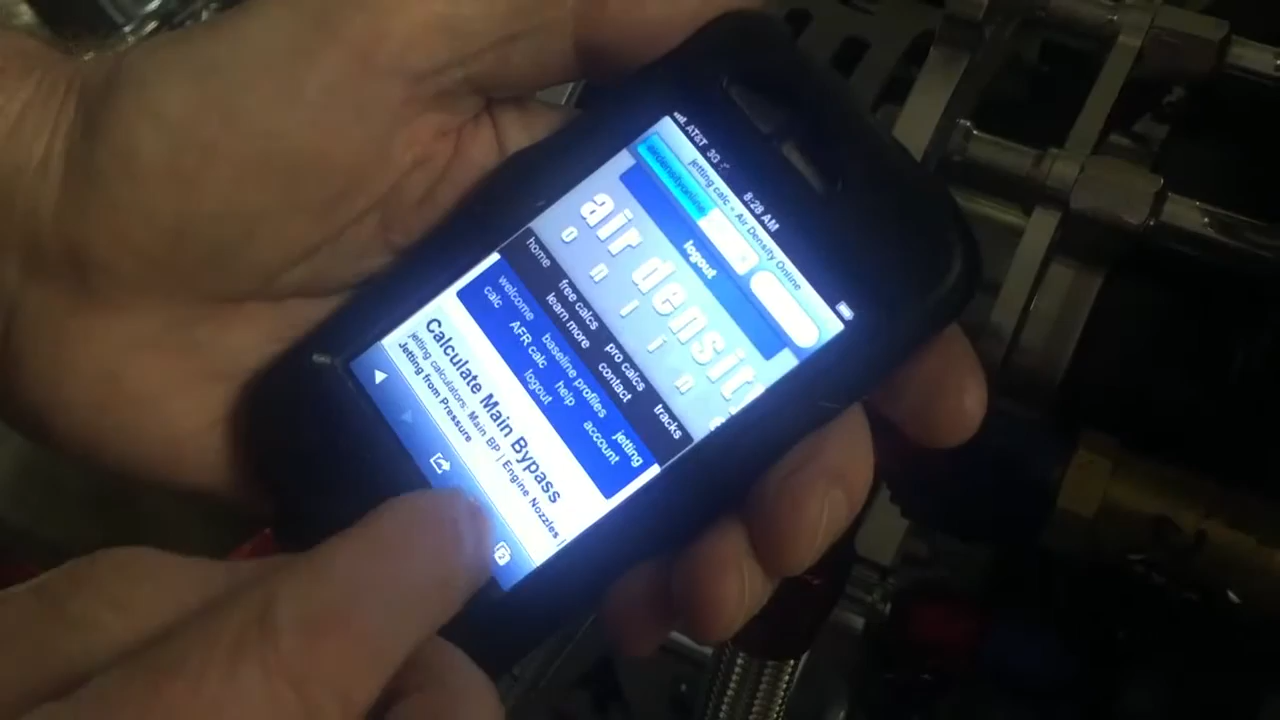 AT&T 3G 8:28 AM
jetting calc « Air Density Online
airdensityonline
logout
air density
o n l i n
home free calcs pro calcs tracks
learn more contact
welcome baseline profiles jetting
calc AFR calc help account
logout
Calculate Main Bypass
jetting calculators: Main BP | Engine Nozzles |
Jetting from Pressure
2